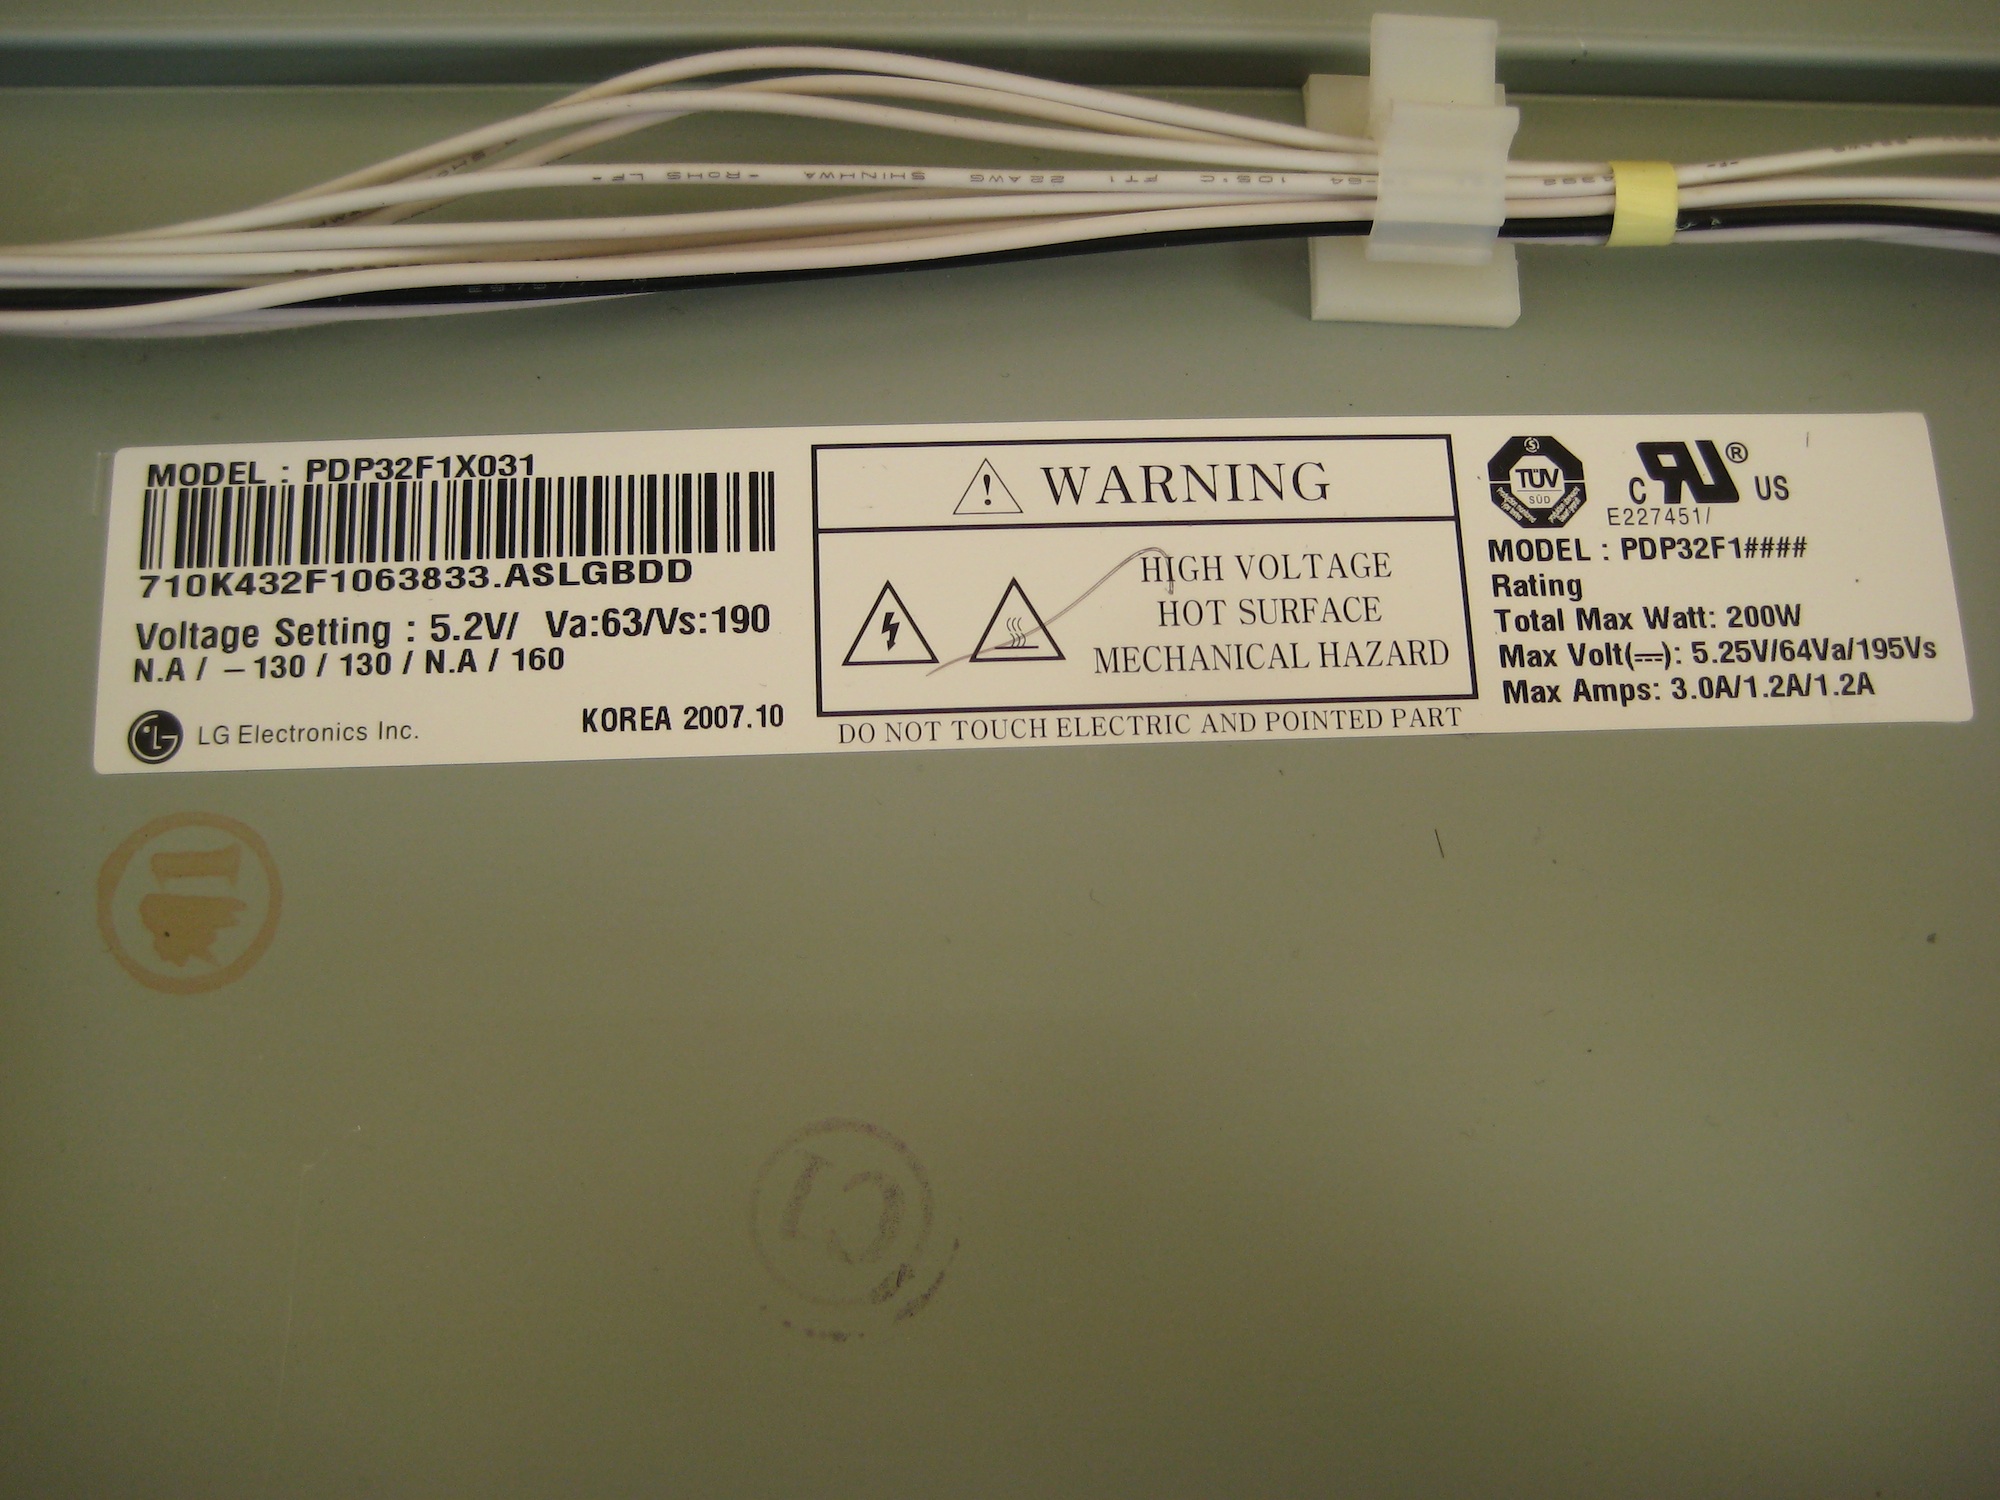 -RoHS LF- SHINHWA 22AWG FT1 105°C
MODEL : PDP32F1X031
710K432F1063833.ASLGBDD
Voltage Setting : 5.2V/ Va:63/Vs:190
N.A / -130 / 130 / N.A / 160
LG Electronics Inc.
KOREA 2007.10
WARNING
HIGH VOLTAGE
HOT SURFACE
MECHANICAL HAZARD
DO NOT TOUCH ELECTRIC AND POINTED PART
TÜV
SÜD
C US ®
E227451/
MODEL : PDP32F1####
Rating
Total Max Watt: 200W
Max Volt(⎓): 5.25V/64Va/195Vs
Max Amps: 3.0A/1.2A/1.2A